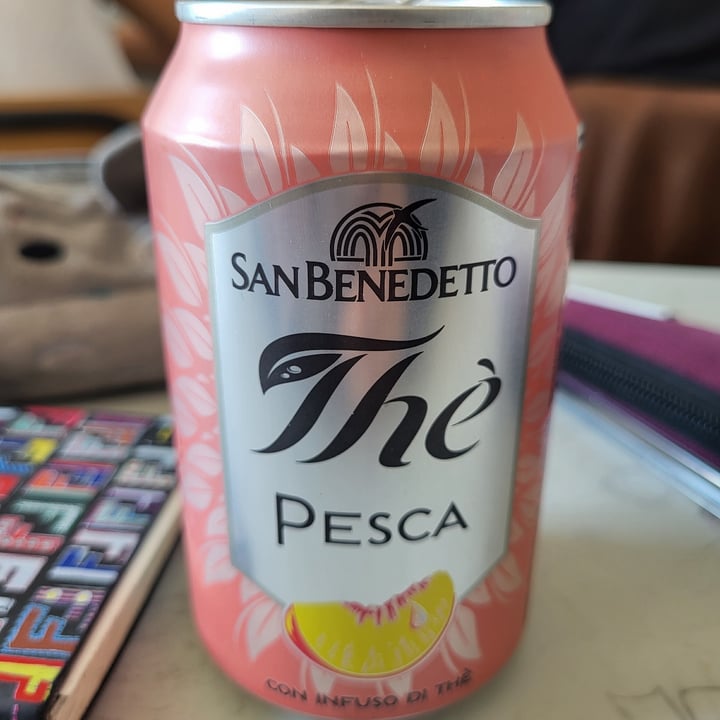 SAN BENEDETTO
Thè
PESCA
CON INFUSO DI THÈ